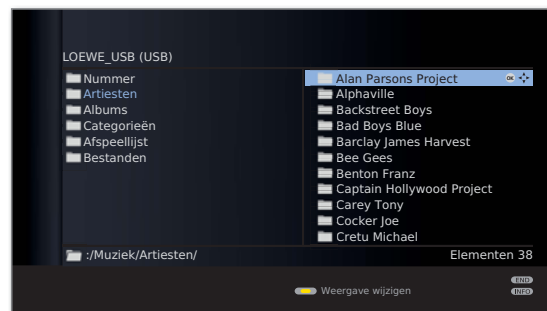 LOEWE_USB (USB)
Nummer
Artiesten
Albums
Categorieën
Afspeellijst
Bestanden
Alan Parsons Project OK
Alphaville
Backstreet Boys
Bad Boys Blue
Barclay James Harvest
Bee Gees
Benton Franz
Captain Hollywood Project
Carey Tony
Cocker Joe
Cretu Michael
:/Muziek/Artiesten/ Elementen 38
END
Weergave wijzigen INFO